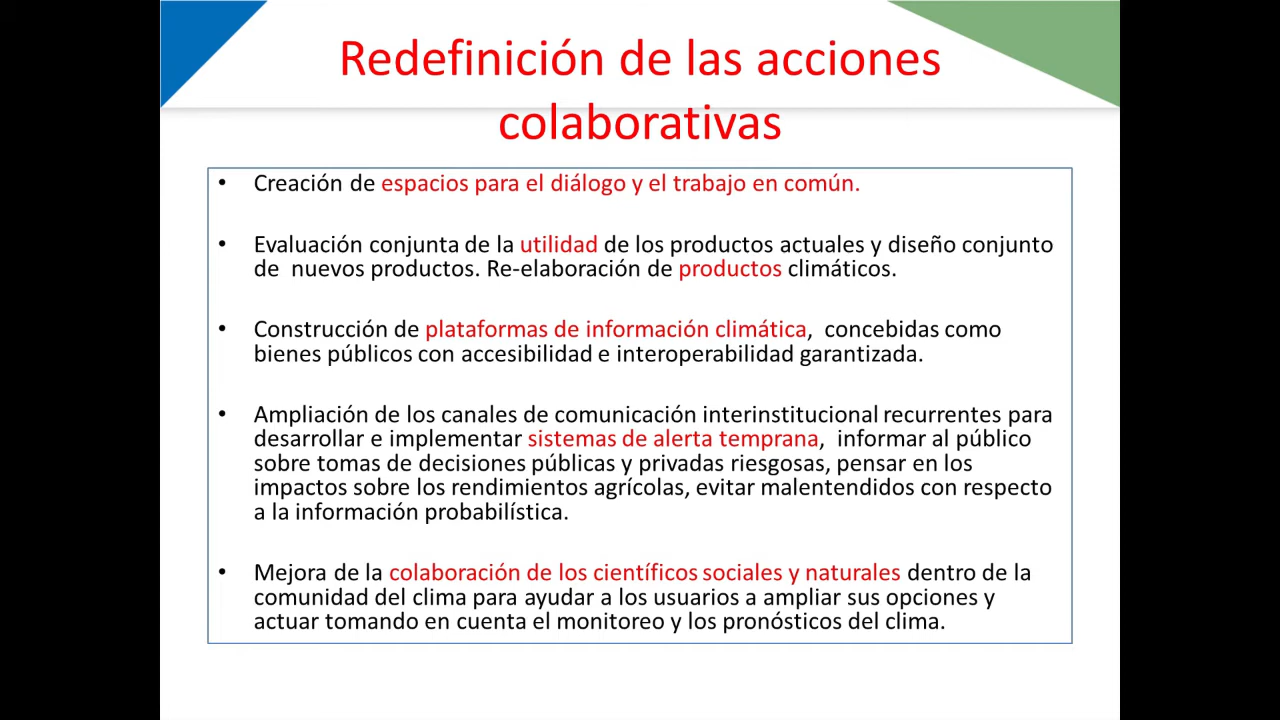 Redefinición de las acciones
colaborativas
• Creación de espacios para el diálogo y el trabajo en común.
• Evaluación conjunta de la utilidad de los productos actuales y diseño conjunto
de  nuevos productos. Re-elaboración de productos climáticos.
• Construcción de plataformas de información climática,  concebidas como
bienes públicos con accesibilidad e interoperabilidad garantizada.
• Ampliación de los canales de comunicación interinstitucional recurrentes para
desarrollar e implementar sistemas de alerta temprana,  informar al público
sobre tomas de decisiones públicas y privadas riesgosas, pensar en los
impactos sobre los rendimientos agrícolas, evitar malentendidos con respecto
a la información probabilística.
• Mejora de la colaboración de los científicos sociales y naturales dentro de la
comunidad del clima para ayudar a los usuarios a ampliar sus opciones y
actuar tomando en cuenta el monitoreo y los pronósticos del clima.